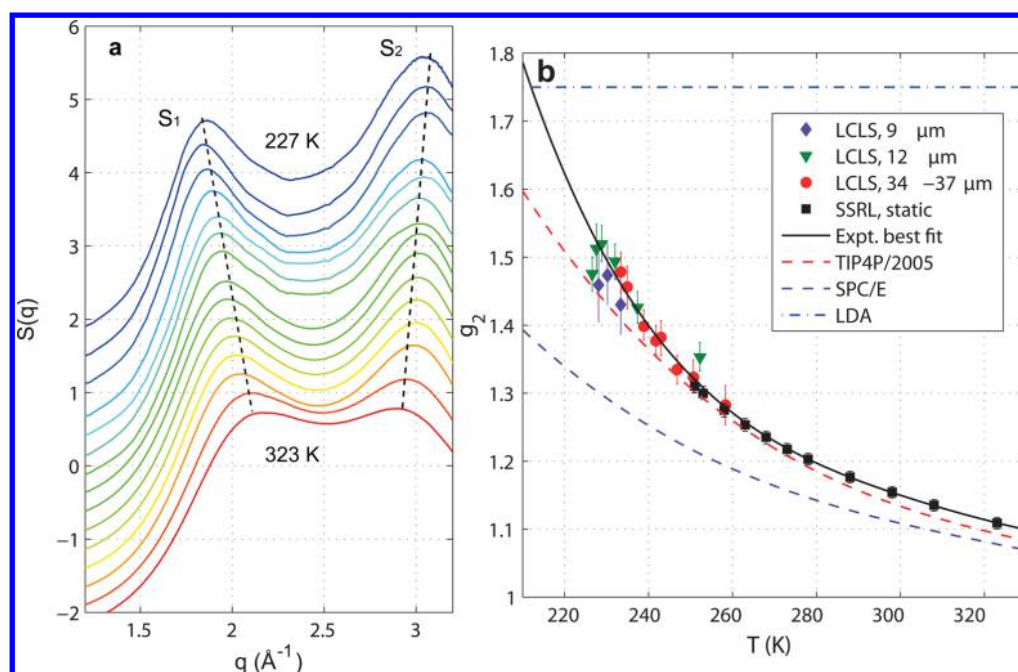 a
S1
S2
227 K
323 K
S(q)
6
5
4
3
2
1
0
−1
−2
1.5
2
2.5
3
q (Å⁻¹)
b
g2
1.8
1.7
1.6
1.5
1.4
1.3
1.2
1.1
1
220
240
260
280
300
320
T (K)
LCLS, 9 μm
LCLS, 12 μm
LCLS, 34 −37 μm
SSRL, static
Expt. best fit
TIP4P/2005
SPC/E
LDA